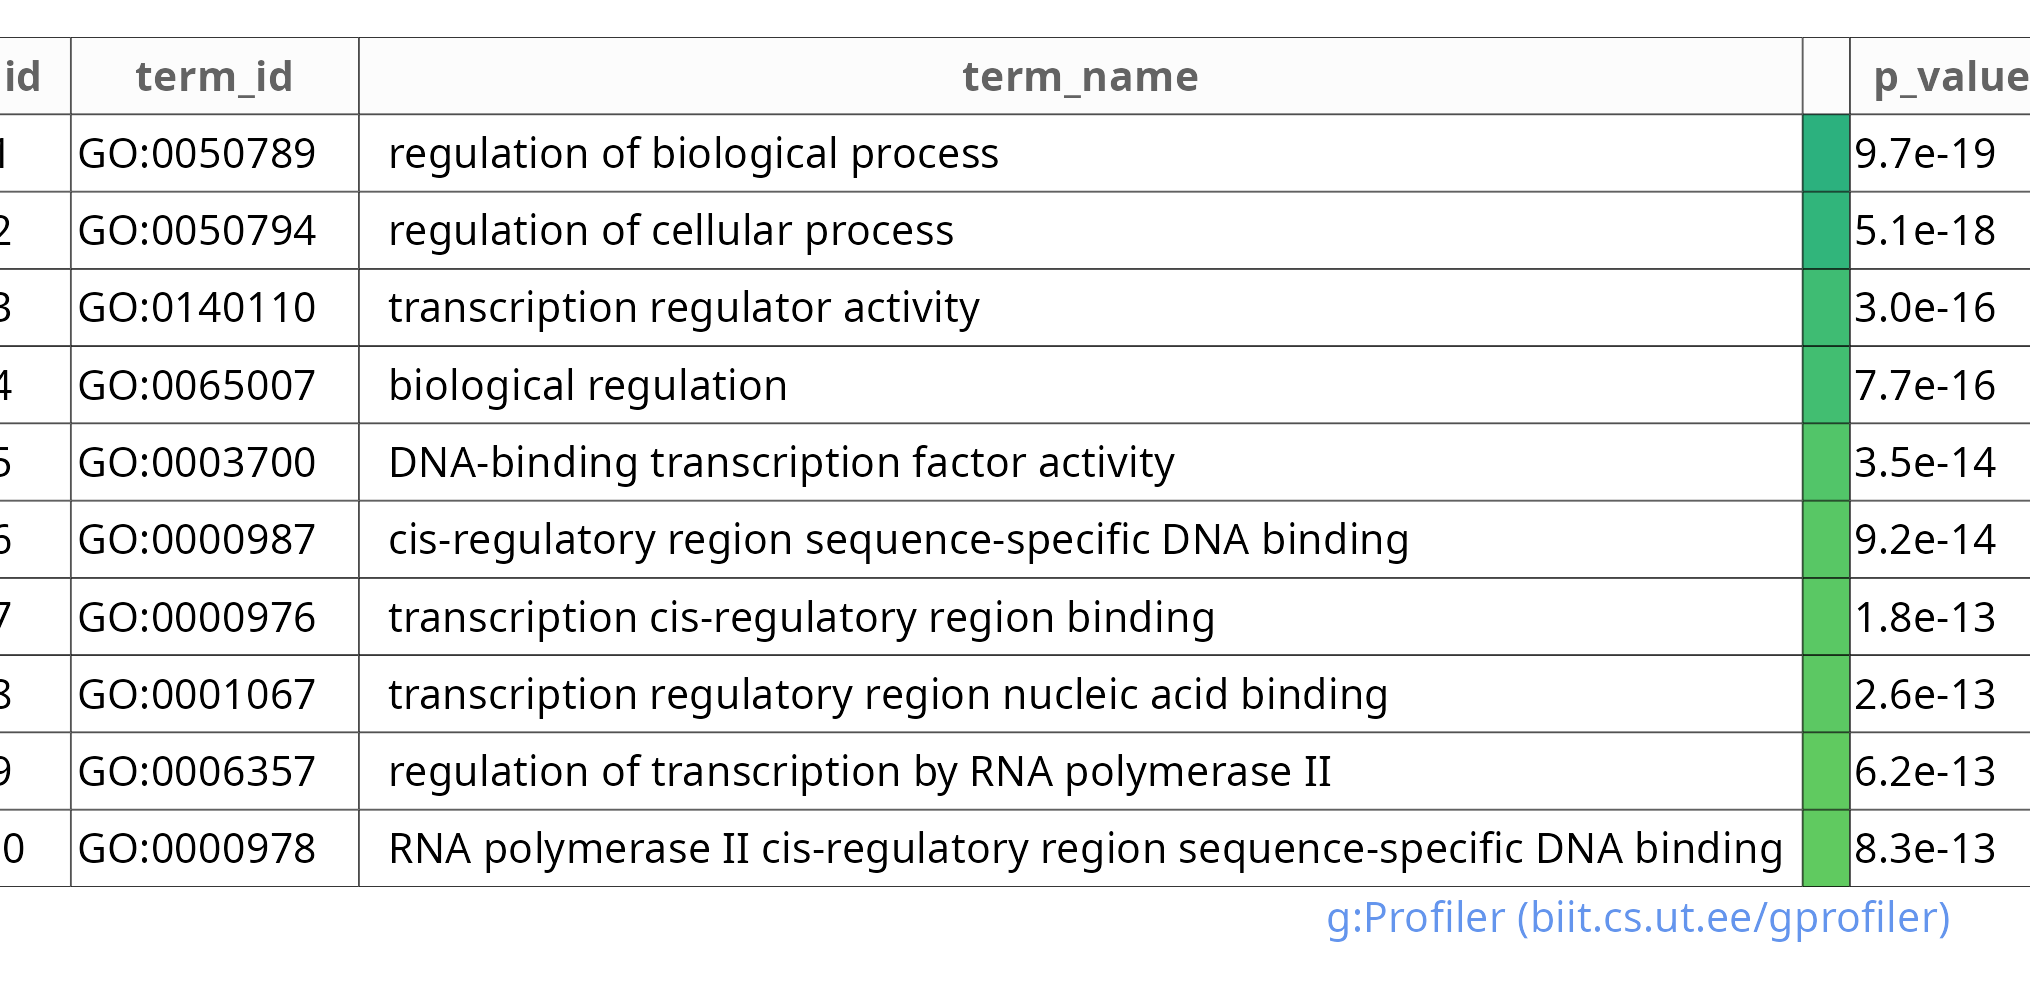 id term_id term_name p_value
1 GO:0050789 regulation of biological process 9.7e-19
2 GO:0050794 regulation of cellular process 5.1e-18
3 GO:0140110 transcription regulator activity 3.0e-16
4 GO:0065007 biological regulation 7.7e-16
5 GO:0003700 DNA-binding transcription factor activity 3.5e-14
6 GO:0000987 cis-regulatory region sequence-specific DNA binding 9.2e-14
7 GO:0000976 transcription cis-regulatory region binding 1.8e-13
8 GO:0001067 transcription regulatory region nucleic acid binding 2.6e-13
9 GO:0006357 regulation of transcription by RNA polymerase II 6.2e-13
0 GO:0000978 RNA polymerase II cis-regulatory region sequence-specific DNA binding 8.3e-13
g:Profiler (biit.cs.ut.ee/gprofiler)